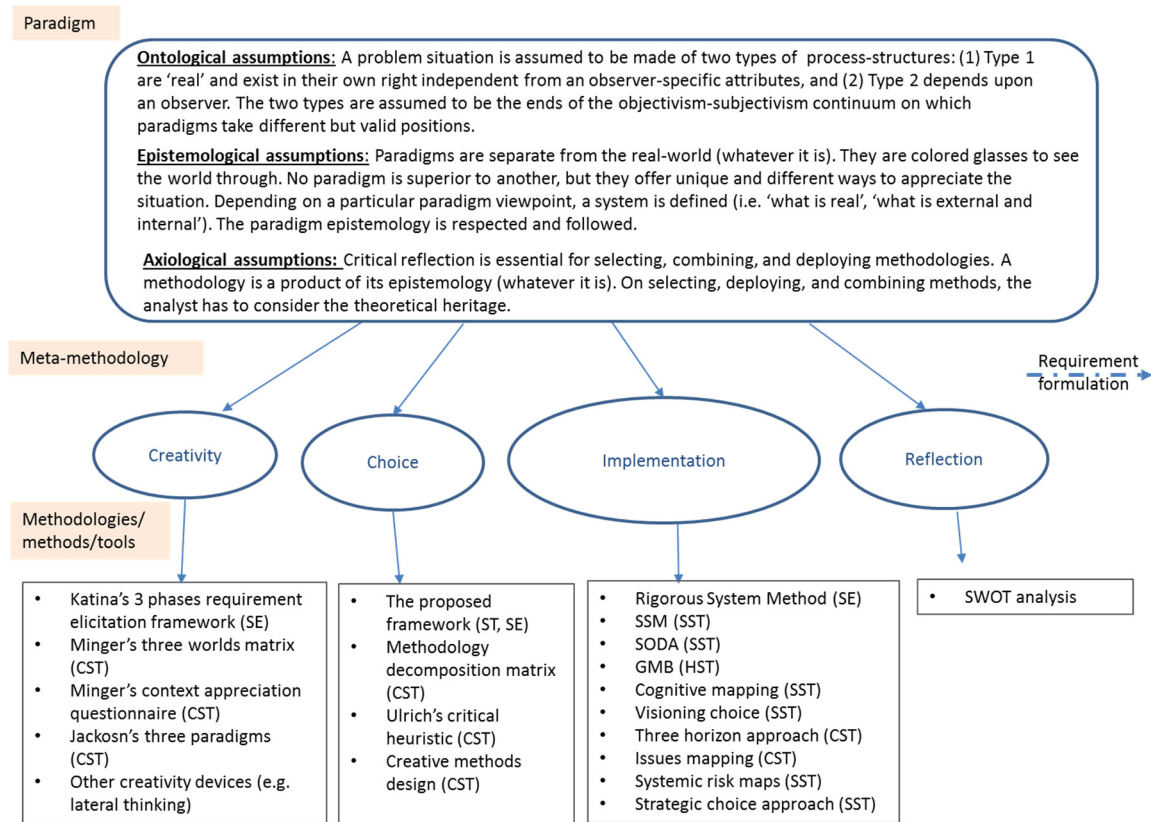 Paradigm
Ontological assumptions: A problem situation is assumed to be made of two types of process-structures: (1) Type 1
are ‘real’ and exist in their own right independent from an observer-specific attributes, and (2) Type 2 depends upon
an observer. The two types are assumed to be the ends of the objectivism-subjectivism continuum on which
paradigms take different but valid positions.
Epistemological assumptions: Paradigms are separate from the real-world (whatever it is). They are colored glasses to see
the world through. No paradigm is superior to another, but they offer unique and different ways to appreciate the
situation. Depending on a particular paradigm viewpoint, a system is defined (i.e. ‘what is real’, ‘what is external and
internal’). The paradigm epistemology is respected and followed.
Axiological assumptions: Critical reflection is essential for selecting, combining, and deploying methodologies. A
methodology is a product of its epistemology (whatever it is). On selecting, deploying, and combining methods, the
analyst has to consider the theoretical heritage.
Meta-methodology
Requirement
formulation
Creativity
Choice
Implementation
Reflection
Methodologies/
methods/tools
• Katina’s 3 phases requirement
elicitation framework (SE)
• Minger’s three worlds matrix
(CST)
• Minger’s context appreciation
questionnaire (CST)
• Jackosn’s three paradigms
(CST)
• Other creativity devices (e.g.
lateral thinking)
• The proposed
framework (ST, SE)
• Methodology
decomposition matrix
(CST)
• Ulrich’s critical
heuristic (CST)
• Creative methods
design (CST)
• Rigorous System Method (SE)
• SSM (SST)
• SODA (SST)
• GMB (HST)
• Cognitive mapping (SST)
• Visioning choice (SST)
• Three horizon approach (CST)
• Issues mapping (CST)
• Systemic risk maps (SST)
• Strategic choice approach (SST)
• SWOT analysis